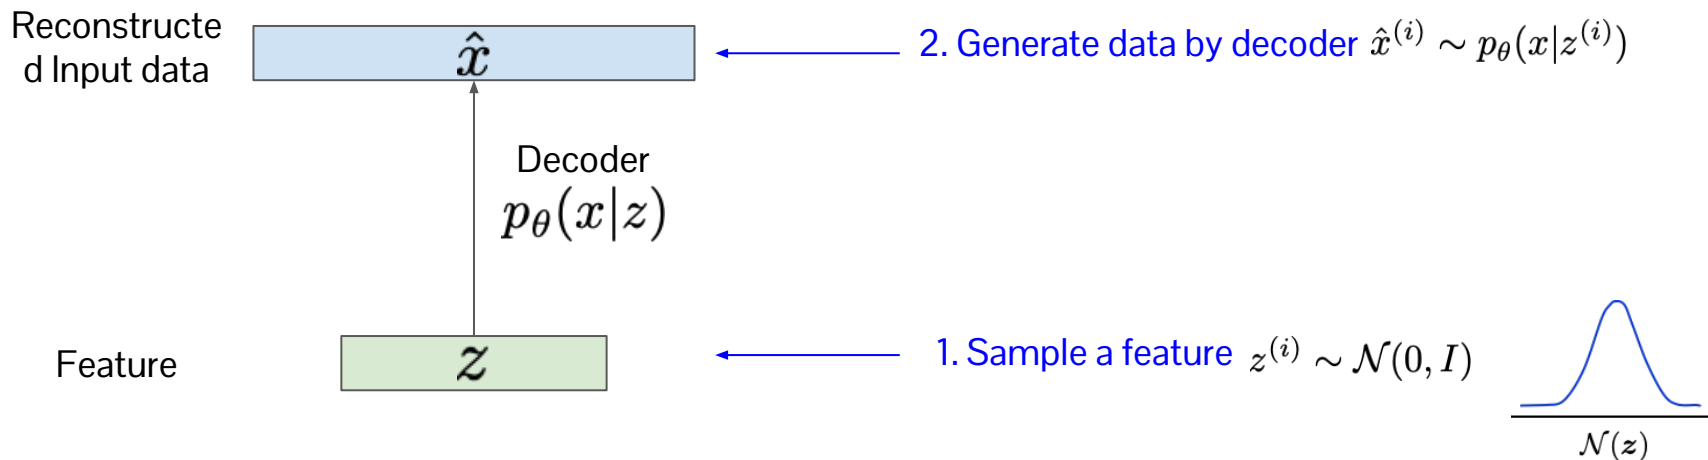 Reconstructe
d Input data
x̂
2. Generate data by decoder x̂⁽ⁱ⁾ ∼ p_θ(x|z⁽ⁱ⁾)
Decoder
p_θ(x|z)
Feature
z
1. Sample a feature z⁽ⁱ⁾ ∼ 𝒩(0, I)
𝒩(z)